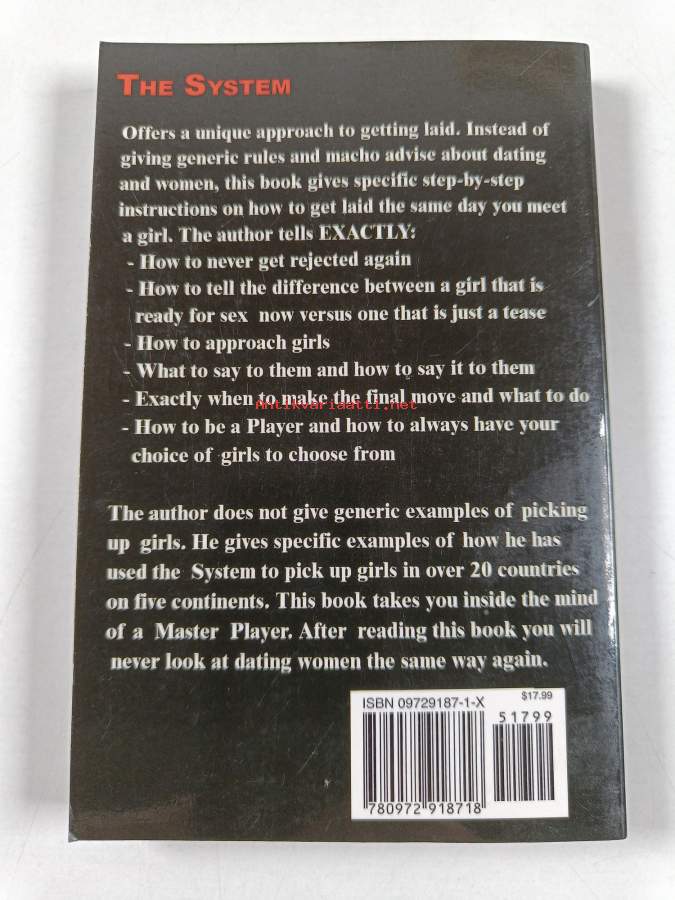 THE SYSTEM
Offers a unique approach to getting laid. Instead of
giving generic rules and macho advise about dating
and women, this book gives specific step-by-step
instructions on how to get laid the same day you meet
a girl. The author tells EXACTLY:
- How to never get rejected again
- How to tell the difference between a girl that is
ready for sex now versus one that is just a tease
- How to approach girls
- What to say to them and how to say it to them
- Exactly when to make the final move and what to do
Antikvariaatti.net
- How to be a Player and how to always have your
choice of girls to choose from
The author does not give generic examples of picking
up girls. He gives specific examples of how he has
used the System to pick up girls in over 20 countries
on five continents. This book takes you inside the mind
of a Master Player. After reading this book you will
never look at dating women the same way again.
ISBN 09729187-1-X
$17.99
51799
780972 918718